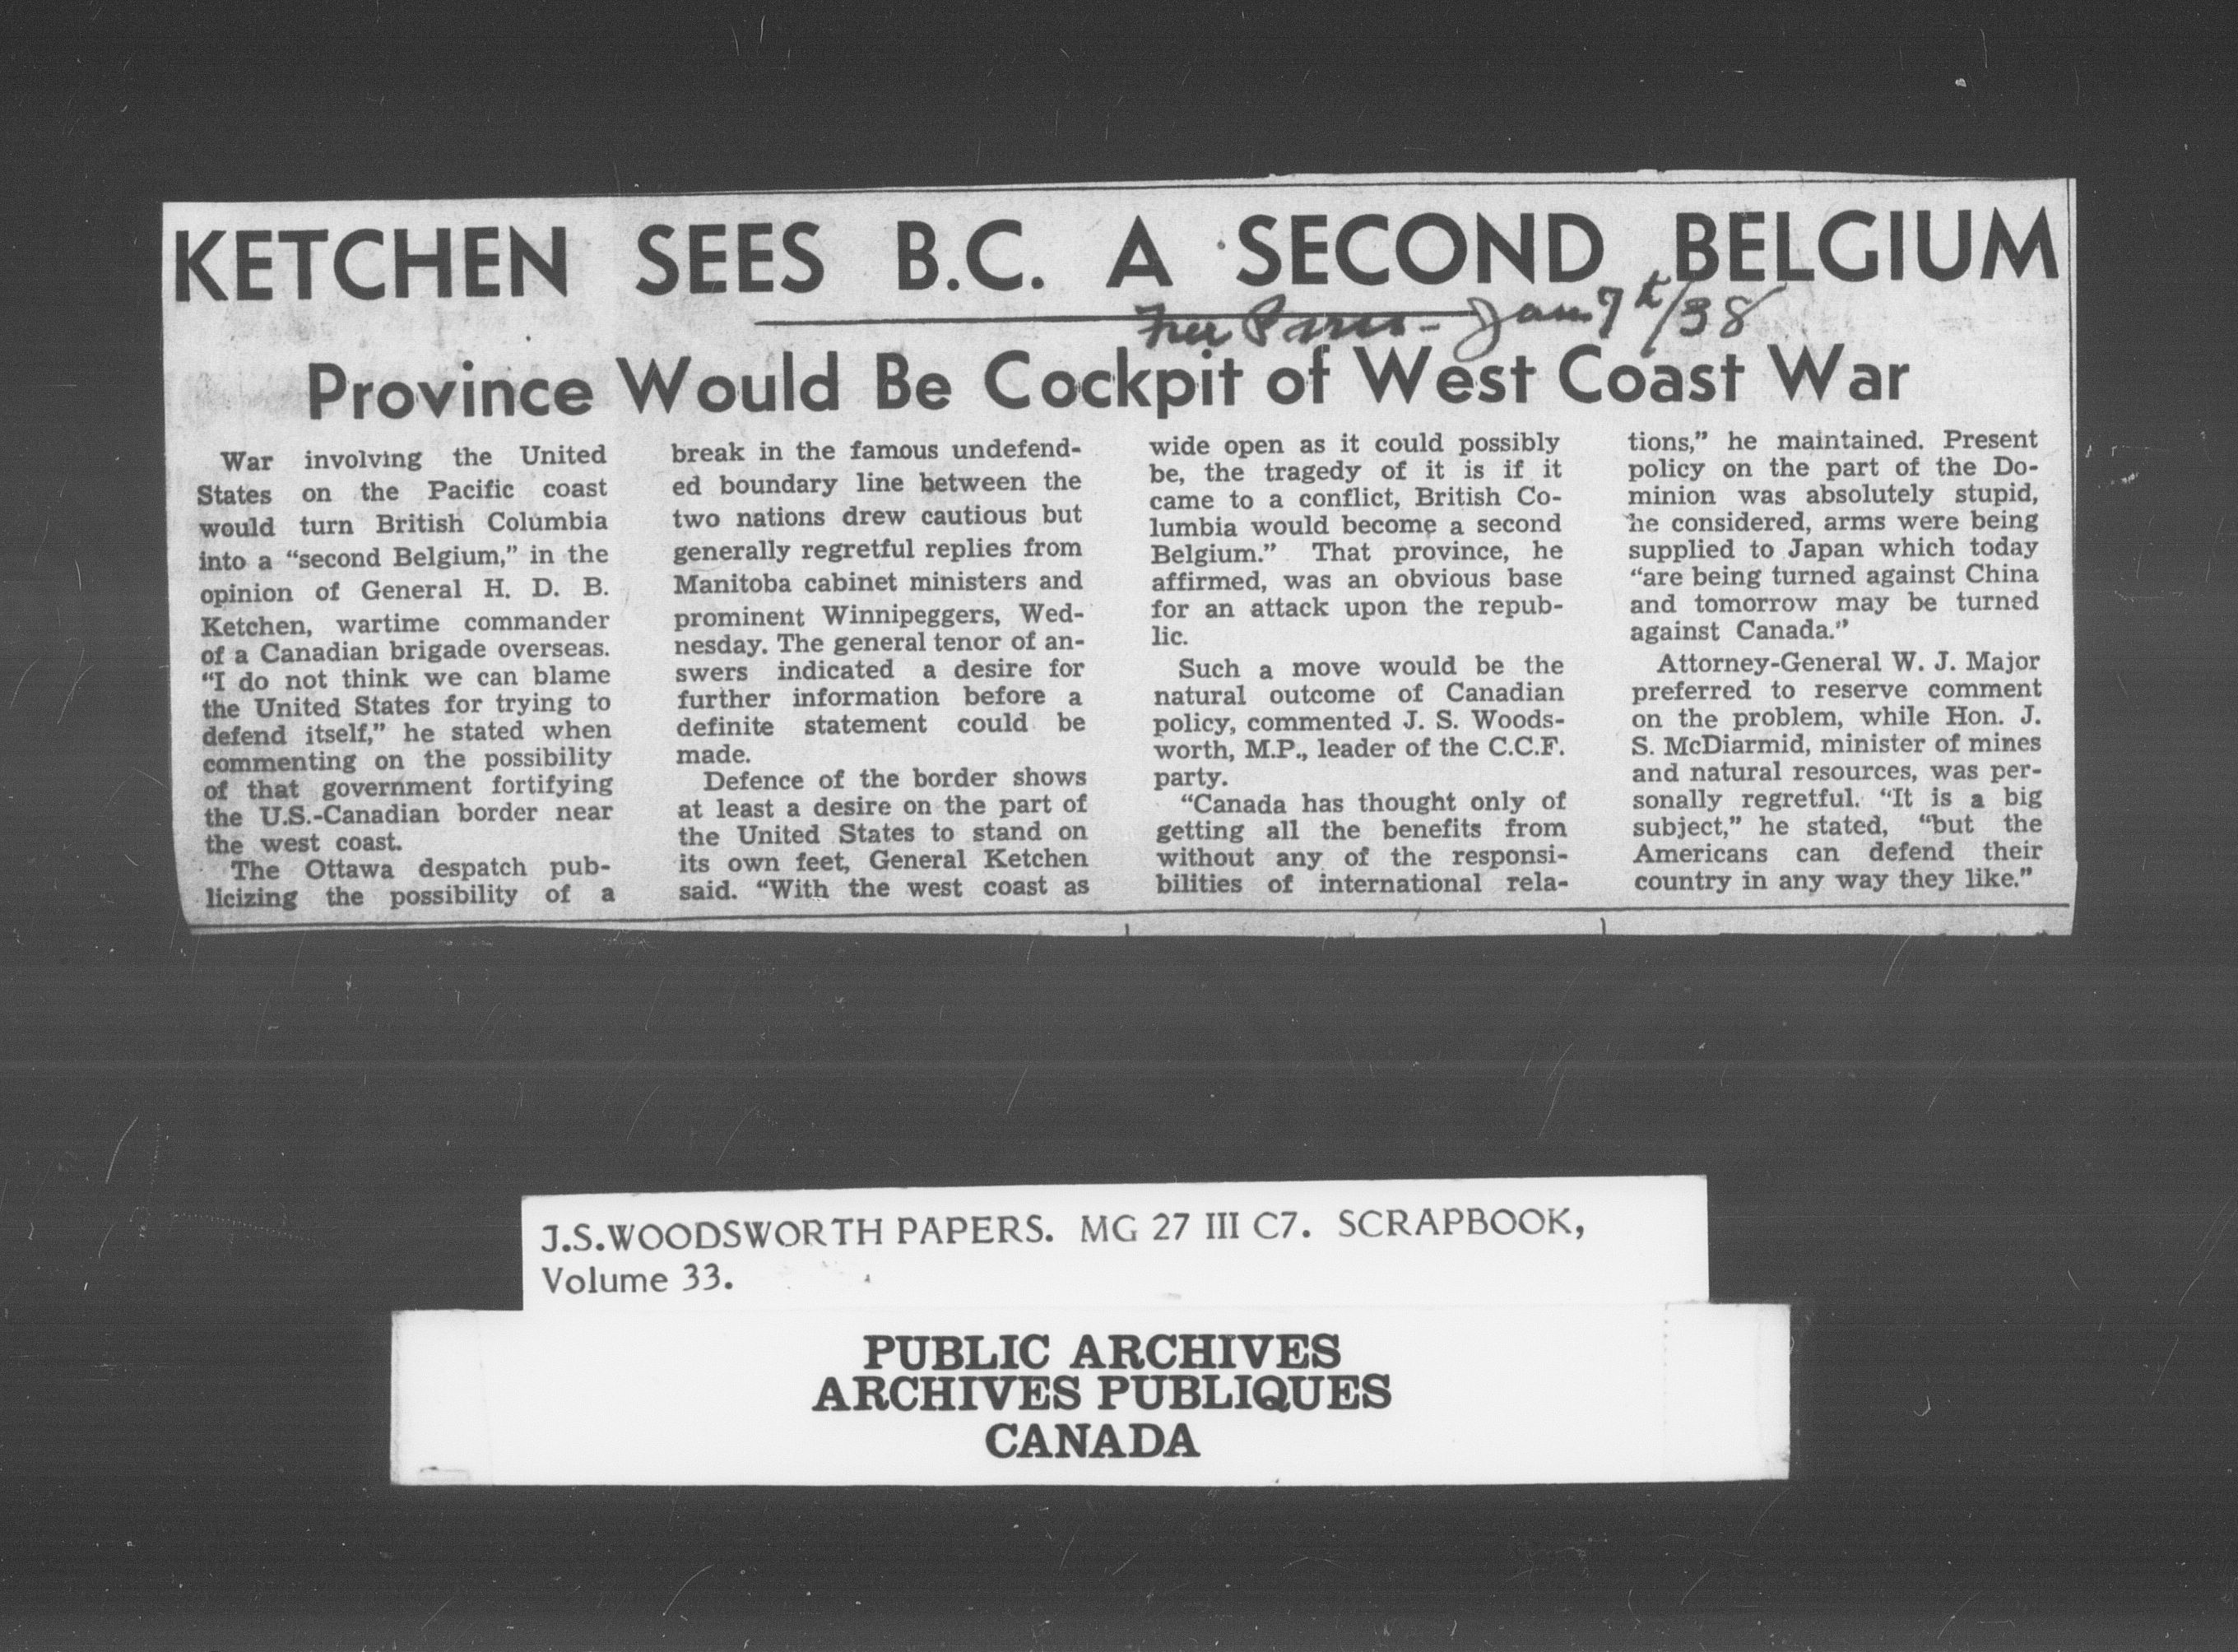 KETCHEN SEES B.C. A SECOND BELGIUM
Free Press - Jan 7th/38
Province Would Be Cockpit of West Coast War
War involving the United
States on the Pacific coast
would turn British Columbia
into a “second Belgium,” in the
opinion of General H. D. B.
Ketchen, wartime commander
of a Canadian brigade overseas.
“I do not think we can blame
the United States for trying to
defend itself,” he stated when
commenting on the possibility
of that government fortifying
the U.S.-Canadian border near
the west coast.
The Ottawa despatch pub-
licizing the possibility of a
break in the famous undefend-
ed boundary line between the
two nations drew cautious but
generally regretful replies from
Manitoba cabinet ministers and
prominent Winnipeggers, Wed-
nesday. The general tenor of an-
swers indicated a desire for
further information before a
definite statement could be
made.
Defence of the border shows
at least a desire on the part of
the United States to stand on
its own feet, General Ketchen
said. “With the west coast as
wide open as it could possibly
be, the tragedy of it is if it
came to a conflict, British Co-
lumbia would become a second
Belgium.” That province, he
affirmed, was an obvious base
for an attack upon the repub-
lic.
Such a move would be the
natural outcome of Canadian
policy, commented J. S. Woods-
worth, M.P., leader of the C.C.F.
party.
“Canada has thought only of
getting all the benefits from
without any of the responsi-
bilities of international rela-
tions,” he maintained. Present
policy on the part of the Do-
minion was absolutely stupid,
he considered, arms were being
supplied to Japan which today
“are being turned against China
and tomorrow may be turned
against Canada.”
Attorney-General W. J. Major
preferred to reserve comment
on the problem, while Hon. J.
S. McDiarmid, minister of mines
and natural resources, was per-
sonally regretful. “It is a big
subject,” he stated, “but the
Americans can defend their
country in any way they like.”
J.S.WOODSWORTH PAPERS. MG 27 III C7. SCRAPBOOK,
Volume 33.
PUBLIC ARCHIVES
ARCHIVES PUBLIQUES
CANADA